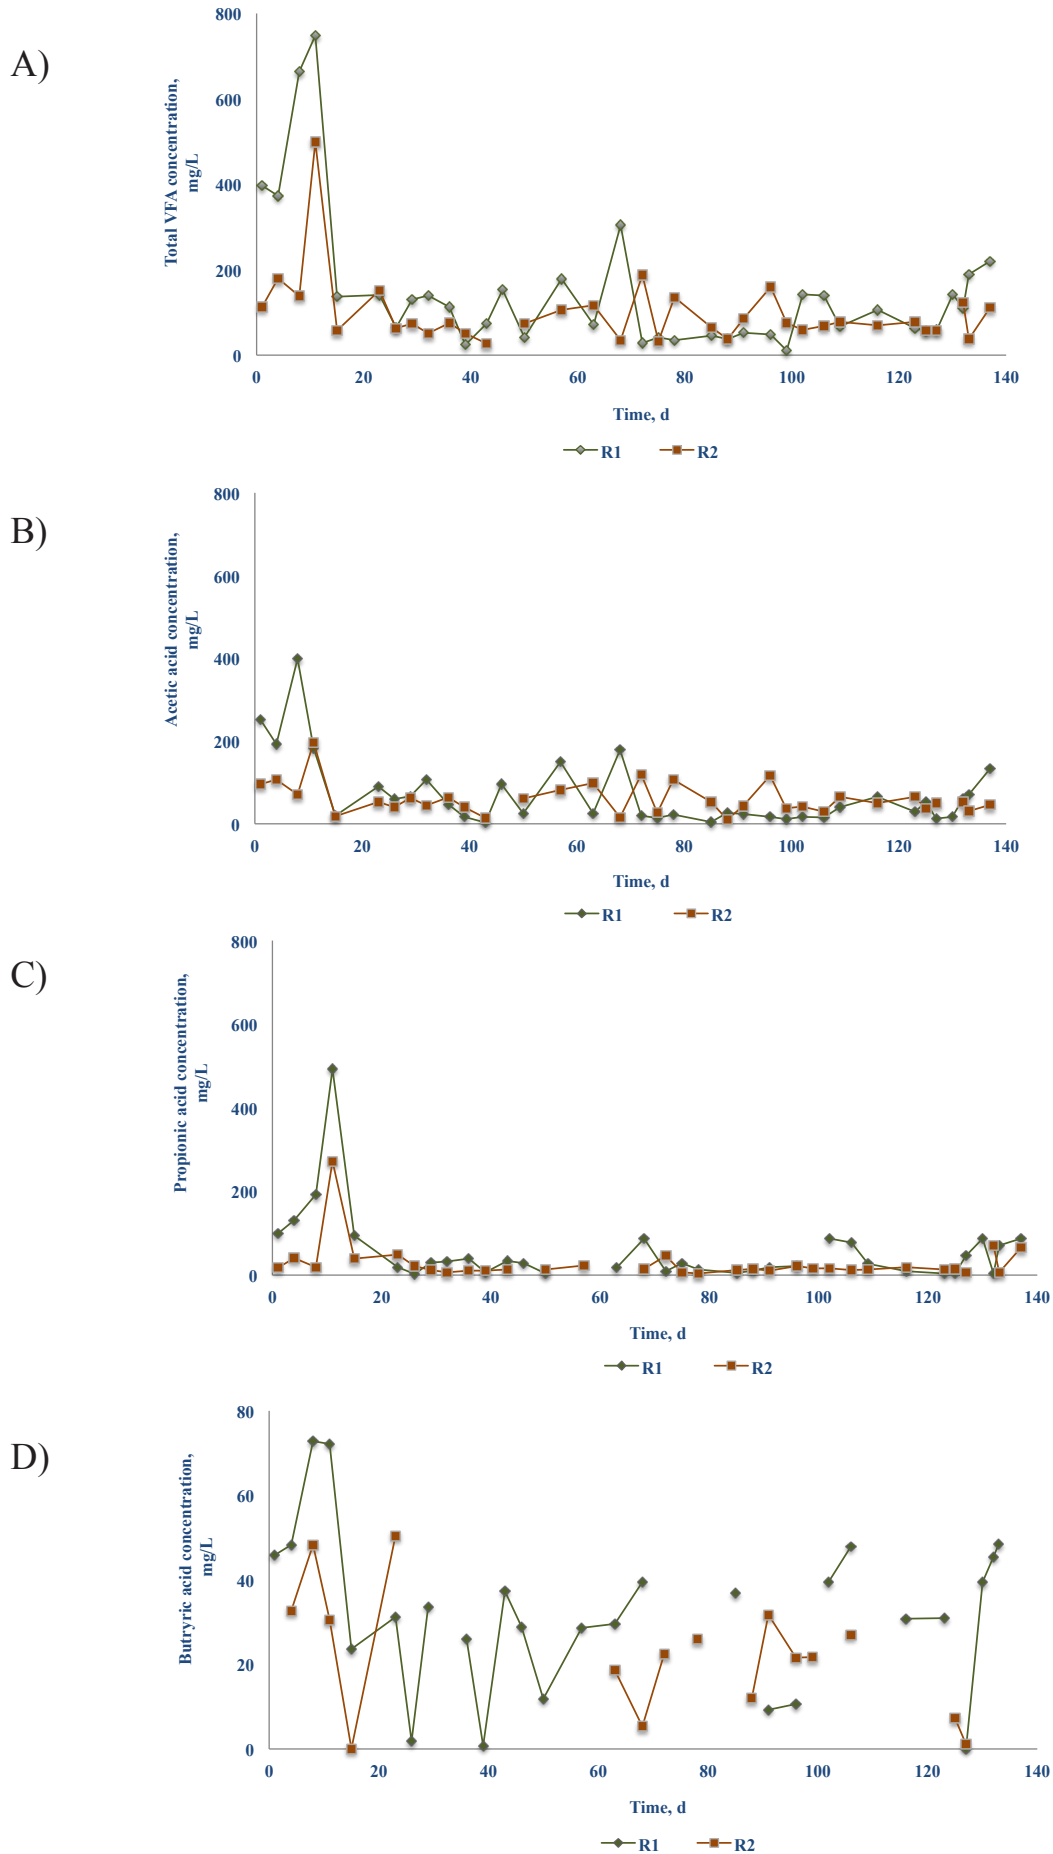 A)
Total VFA concentration,
mg/L
800
600
400
200
0
0 20 40 60 80 100 120 140
Time, d
R1 R2
B)
Acetic acid concentration,
mg/L
800
600
400
200
0
0 20 40 60 80 100 120 140
Time, d
R1 R2
C)
Propionic acid concentration,
mg/L
800
600
400
200
0
0 20 40 60 80 100 120 140
Time, d
R1 R2
D)
Butryric acid concentration,
mg/L
80
60
40
20
0
0 20 40 60 80 100 120 140
Time, d
R1 R2